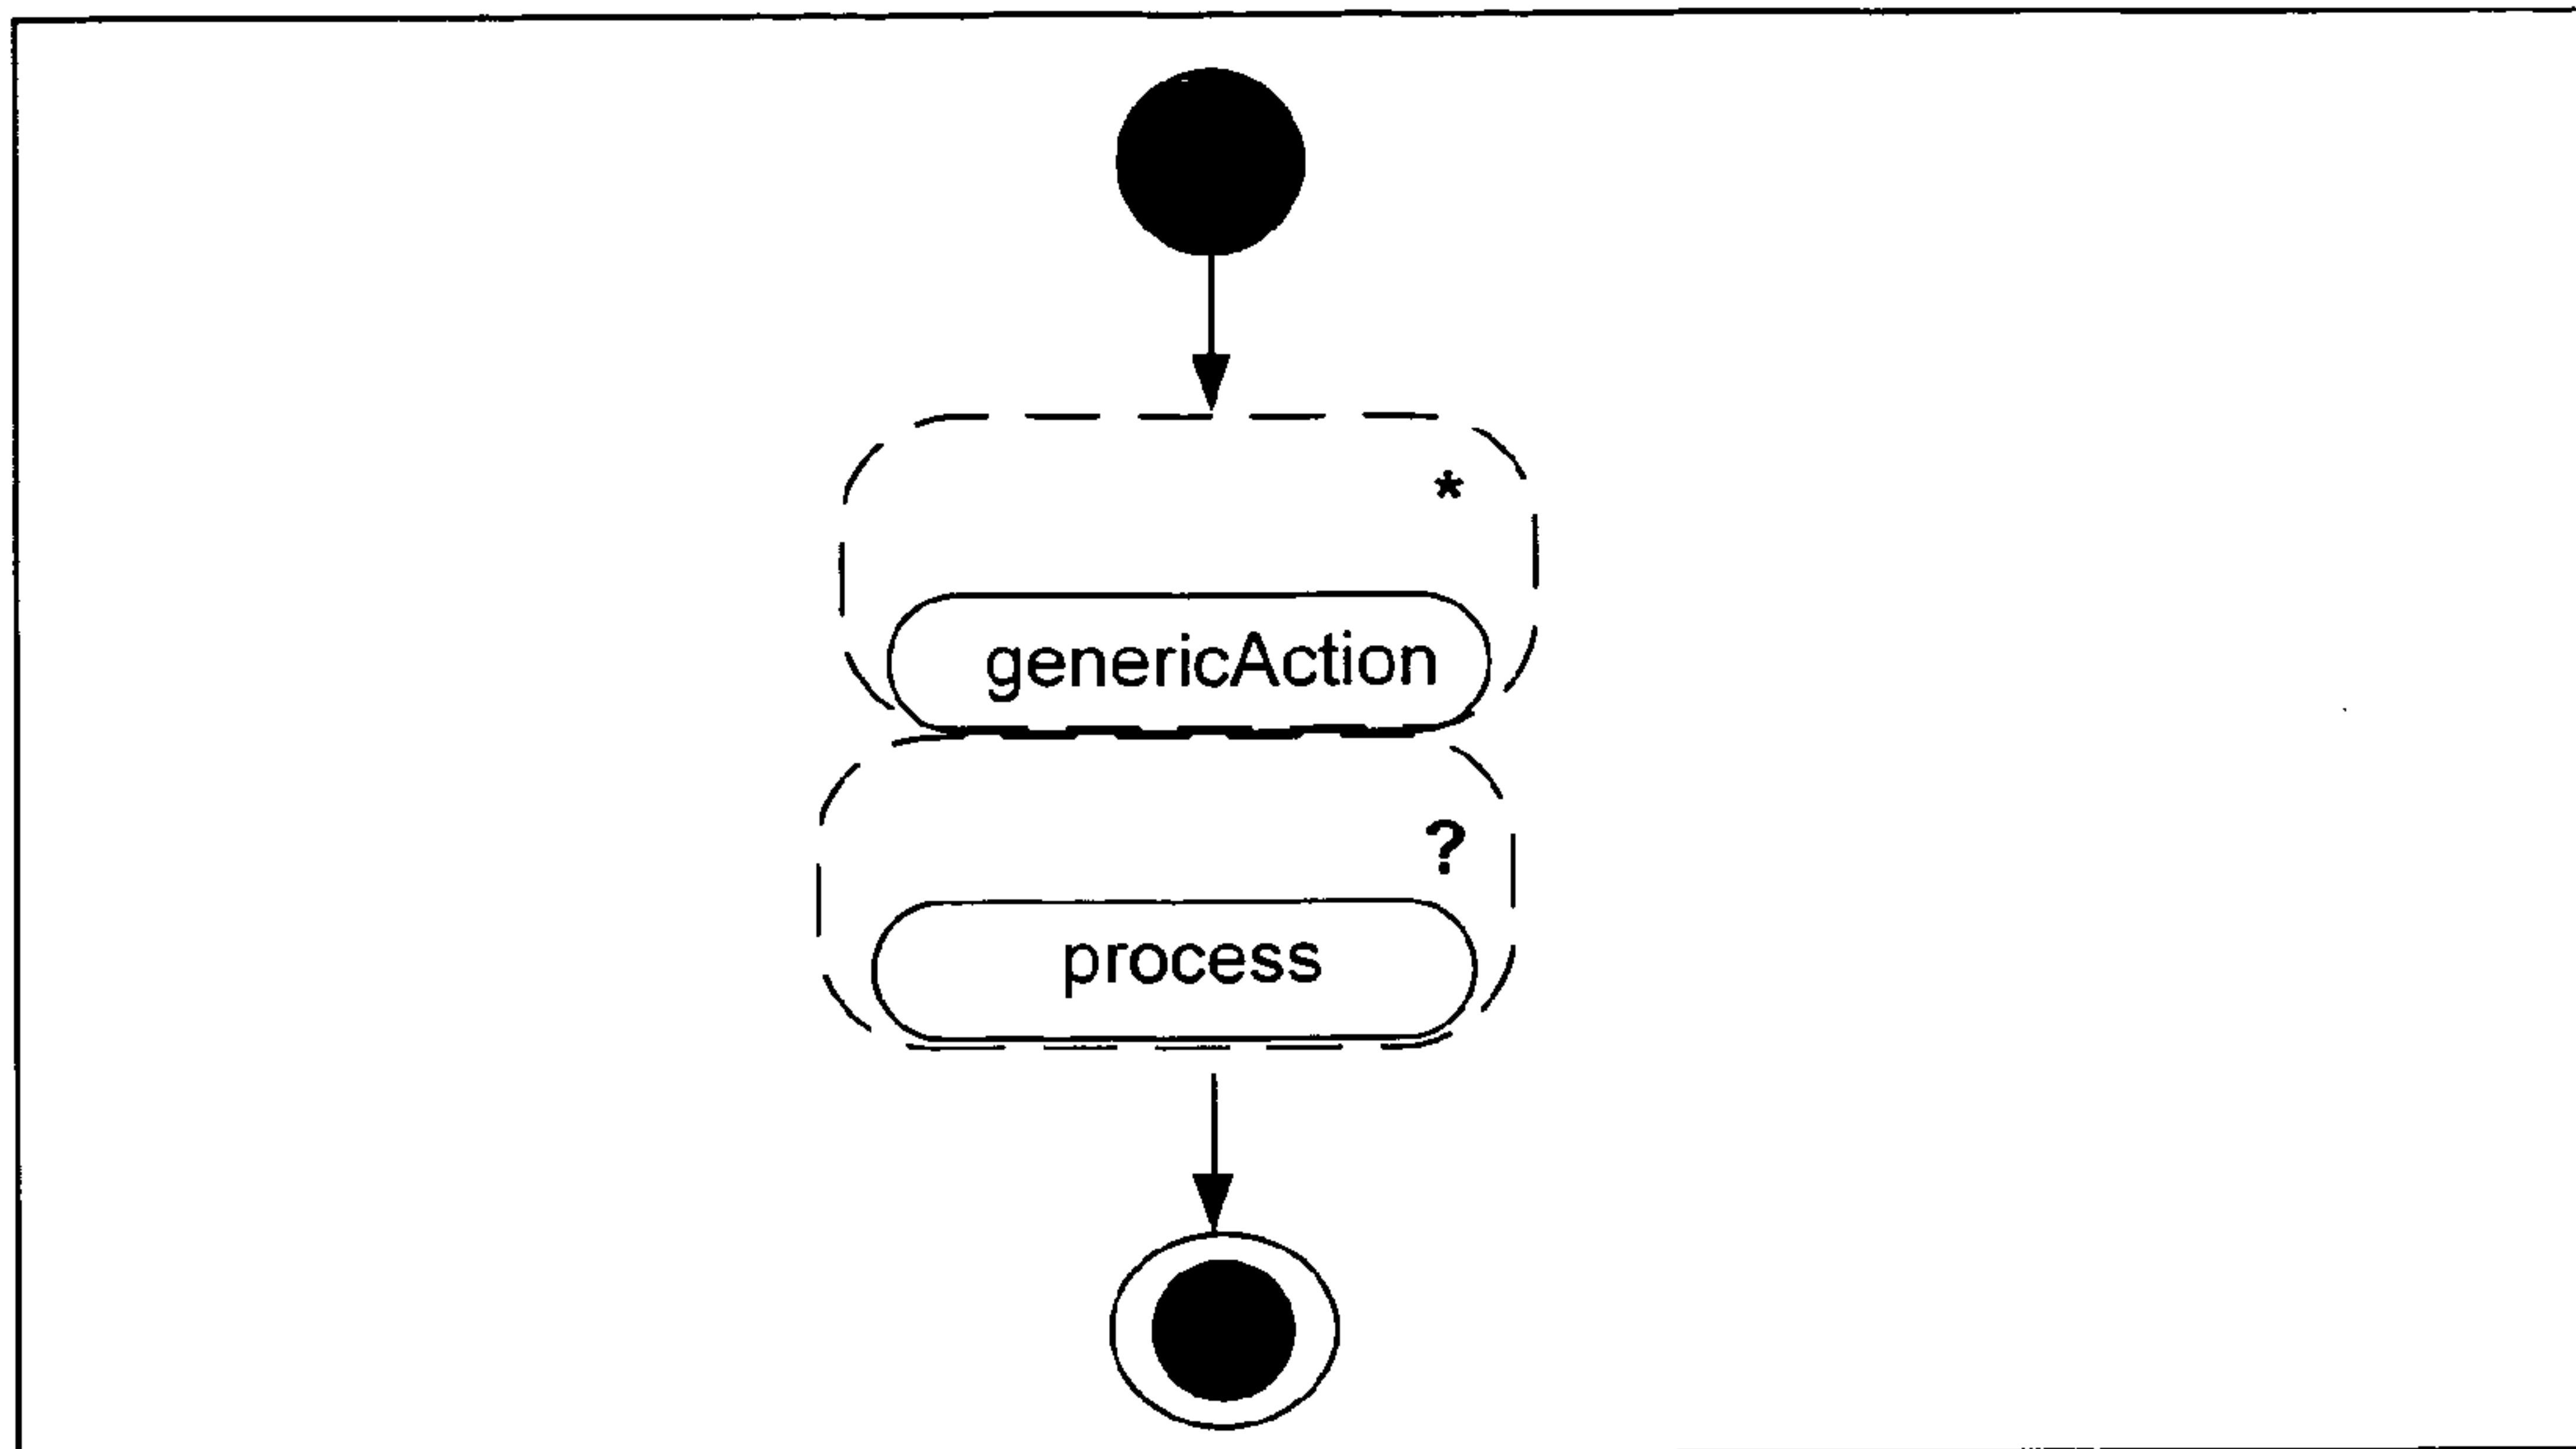 *
genericAction
?
process